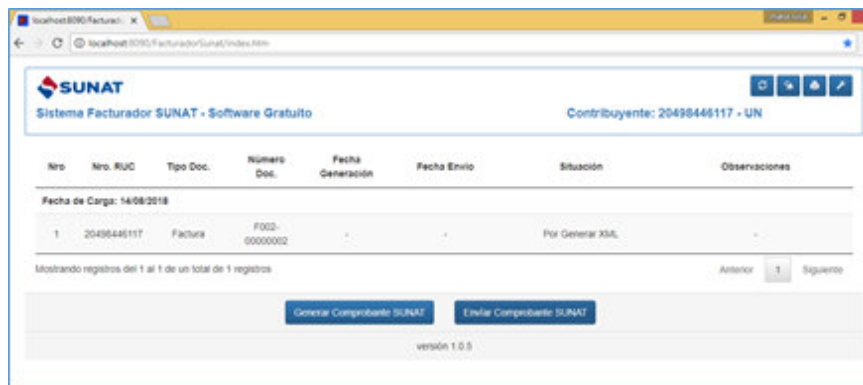 localhost:8090/Facturad
localhost:8090/FacturadorSunat/index.htm
SUNAT
Sistema Facturador SUNAT - Software Gratuito
Contribuyente: 20498446117 - UN
Nro Nro. RUC Tipo Doc. Número Doc. Fecha Generación Fecha Envío Situación Observaciones
Fecha de Carga: 14/08/2018
1 20498446117 Factura F002-00000002 - - Por Generar XML -
Mostrando registros del 1 al 1 de un total de 1 registros
Anterior 1 Siguiente
Generar Comprobante SUNAT Enviar Comprobante SUNAT
versión 1.0.5